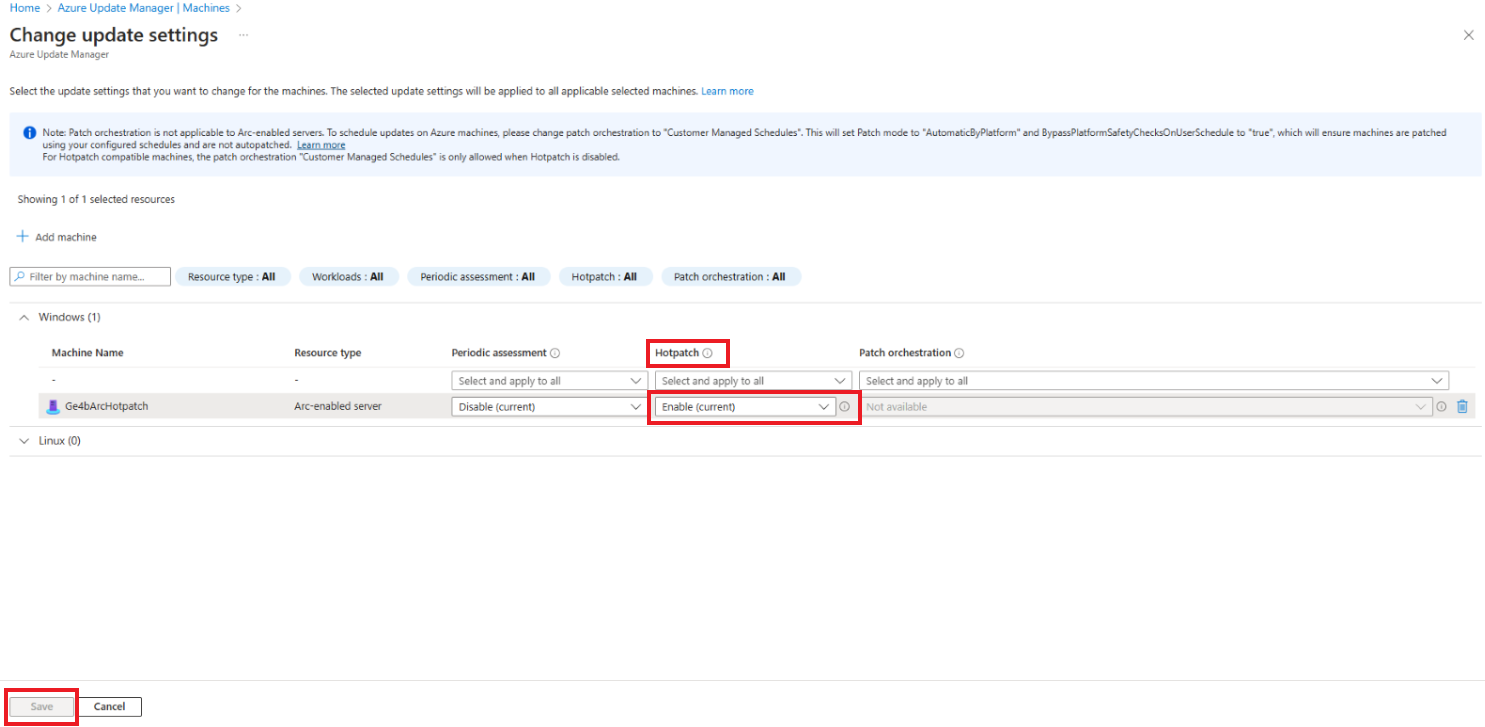 Home > Azure Update Manager | Machines >
Change update settings ...
Azure Update Manager
Select the update settings that you want to change for the machines. The selected update settings will be applied to all applicable selected machines. Learn more
Note: Patch orchestration is not applicable to Arc-enabled servers. To schedule updates on Azure machines, please change patch orchestration to "Customer Managed Schedules". This will set Patch mode to "AutomaticByPlatform" and BypassPlatformSafetyChecksOnUserSchedule to "true", which will ensure machines are patched
using your configured schedules and are not autopatched. Learn more
For Hotpatch compatible machines, the patch orchestration "Customer Managed Schedules" is only allowed when Hotpatch is disabled.
Showing 1 of 1 selected resources
+ Add machine
Filter by machine name... Resource type : All Workloads : All Periodic assessment : All Hotpatch : All Patch orchestration : All
Windows (1)
Machine Name Resource type Periodic assessment Hotpatch Patch orchestration
- - Select and apply to all Select and apply to all Select and apply to all
Ge4bArcHotpatch Arc-enabled server Disable (current) Enable (current) Not available
Linux (0)
Save Cancel